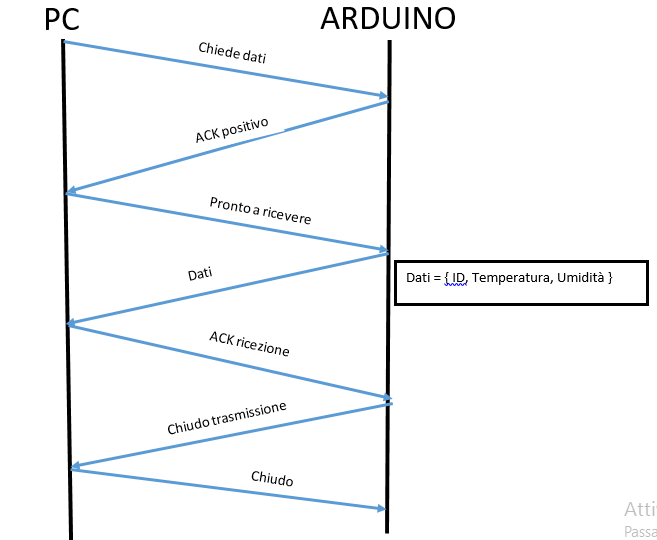 PC
ARDUINO
Chiede dati
ACK positivo
Pronto a ricevere
Dati
Dati = { ID, Temperatura, Umidità }
ACK ricezione
Chiudo trasmissione
Chiudo
Atti
Passa